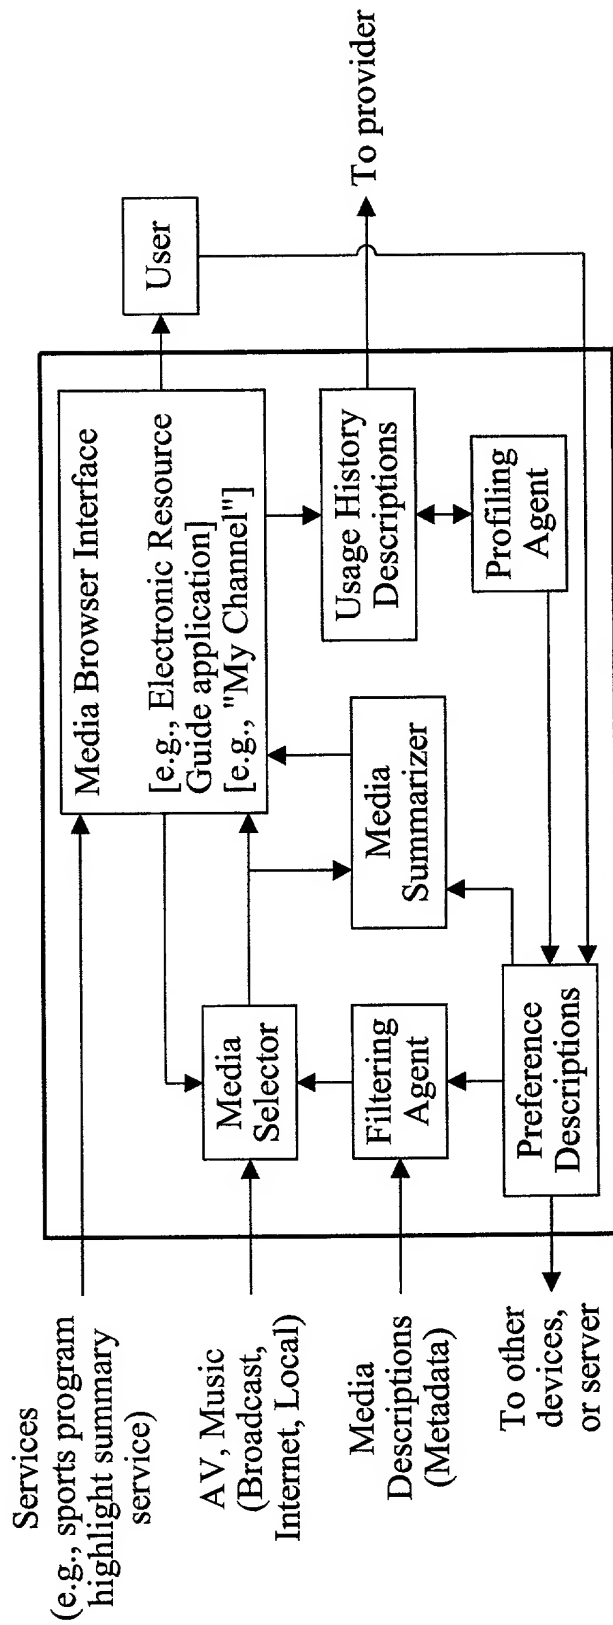 Services
(e.g., sports program
highlight summary
service)
AV, Music
(Broadcast,
Internet, Local)
Media
Descriptions
(Metadata)
To other
devices,
or server
Media Browser Interface
[e.g., Electronic Resource
Guide application]
[e.g., "My Channel"]
Media
Selector
Filtering
Agent
Preference
Descriptions
Media
Summarizer
Usage History
Descriptions
Profiling
Agent
User
To provider